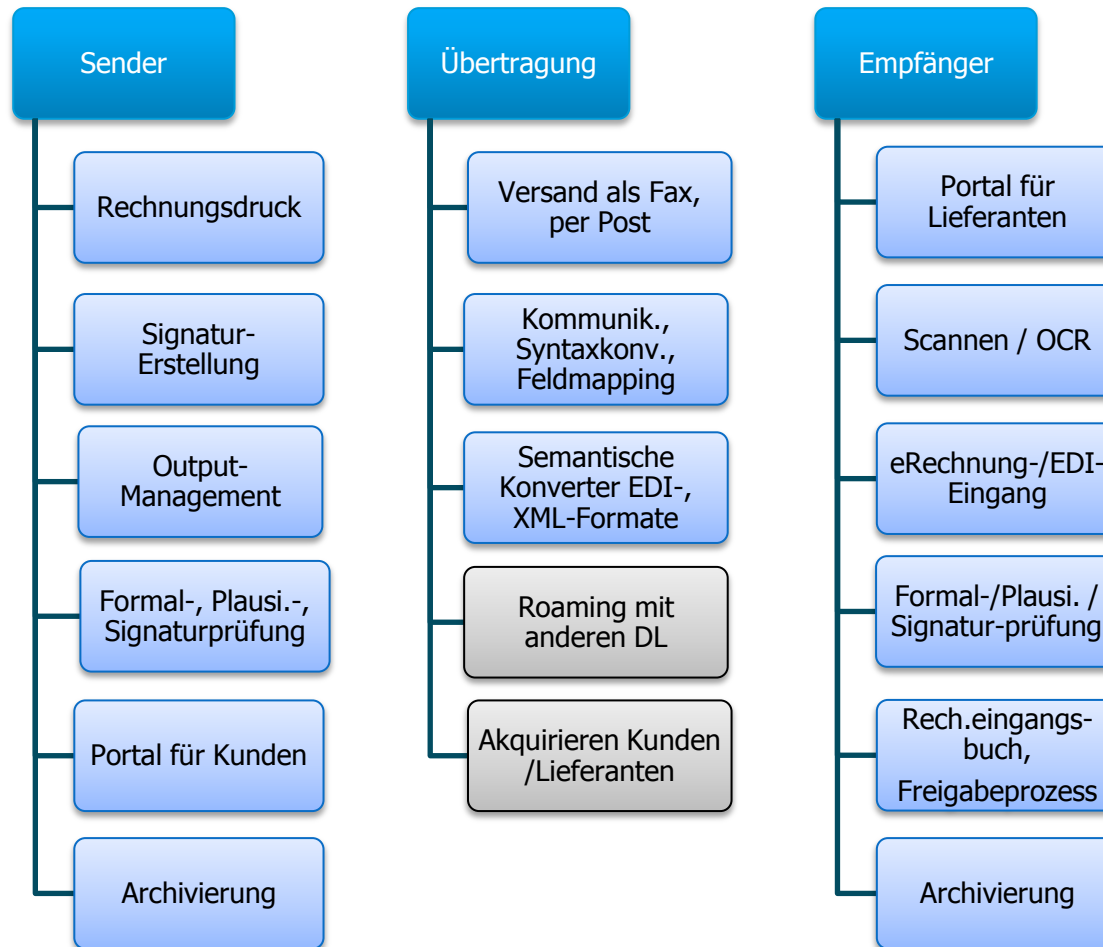 Sender
Rechnungsdruck
Signatur-
Erstellung
Output-
Management
Formal-, Plausi.-,
Signaturprüfung
Portal für Kunden
Archivierung
Übertragung
Versand als Fax,
per Post
Kommunik.,
Syntaxkonv.,
Feldmapping
Semantische
Konverter EDI-,
XML-Formate
Roaming mit
anderen DL
Akquirieren Kunden
/Lieferanten
Empfänger
Portal für
Lieferanten
Scannen / OCR
eRechnung-/EDI-
Eingang
Formal-/Plausi. /
Signatur-prüfung
Rech.eingangs-
buch,
Freigabeprozess
Archivierung